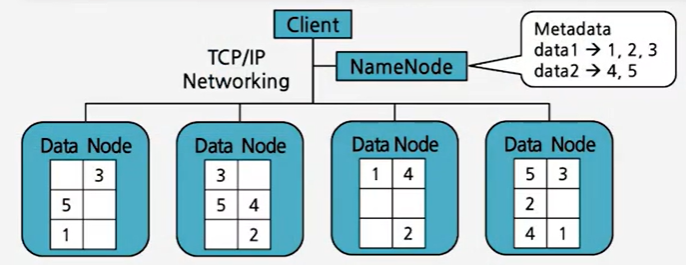 Client
Metadata
data1 → 1, 2, 3
data2 → 4, 5
TCP/IP
Networking
NameNode
Data Node
3
5
1
Data Node
3
5 4
2
Data Node
1 4
2
Data Node
5 3
2
4 1